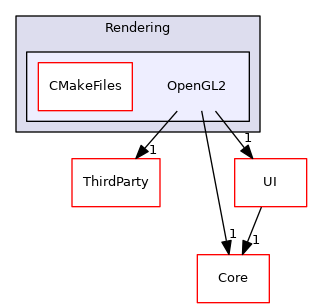 Rendering
CMakeFiles
OpenGL2
1
1
ThirdParty
UI
1
1
Core